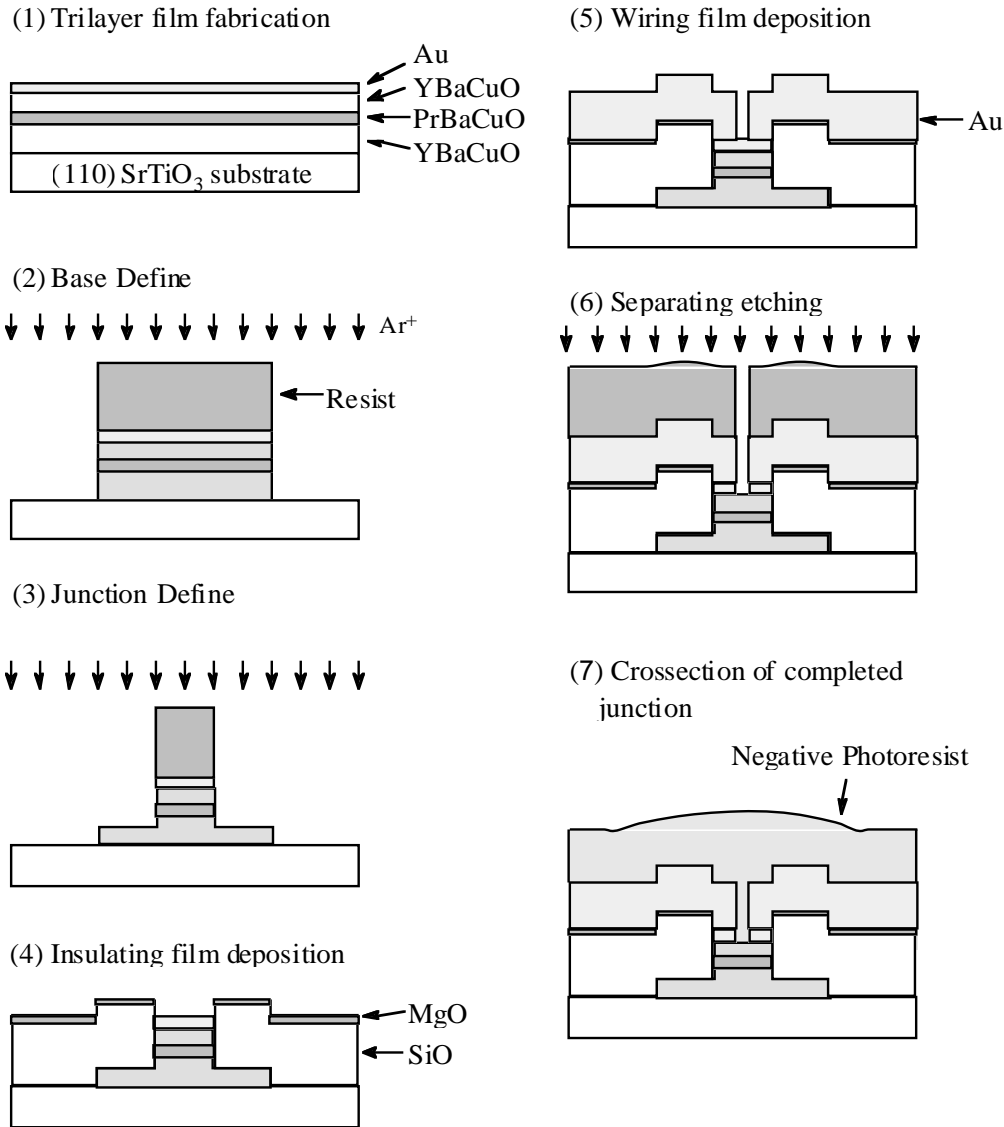 (1) Trilayer film fabrication
Au
YBaCuO
PrBaCuO
YBaCuO
(110) SrTiO₃ substrate
(2) Base Define
Ar⁺
Resist
(3) Junction Define
(4) Insulating film deposition
MgO
SiO
(5) Wiring film deposition
Au
(6) Separating etching
(7) Crossection of completed
junction
Negative Photoresist